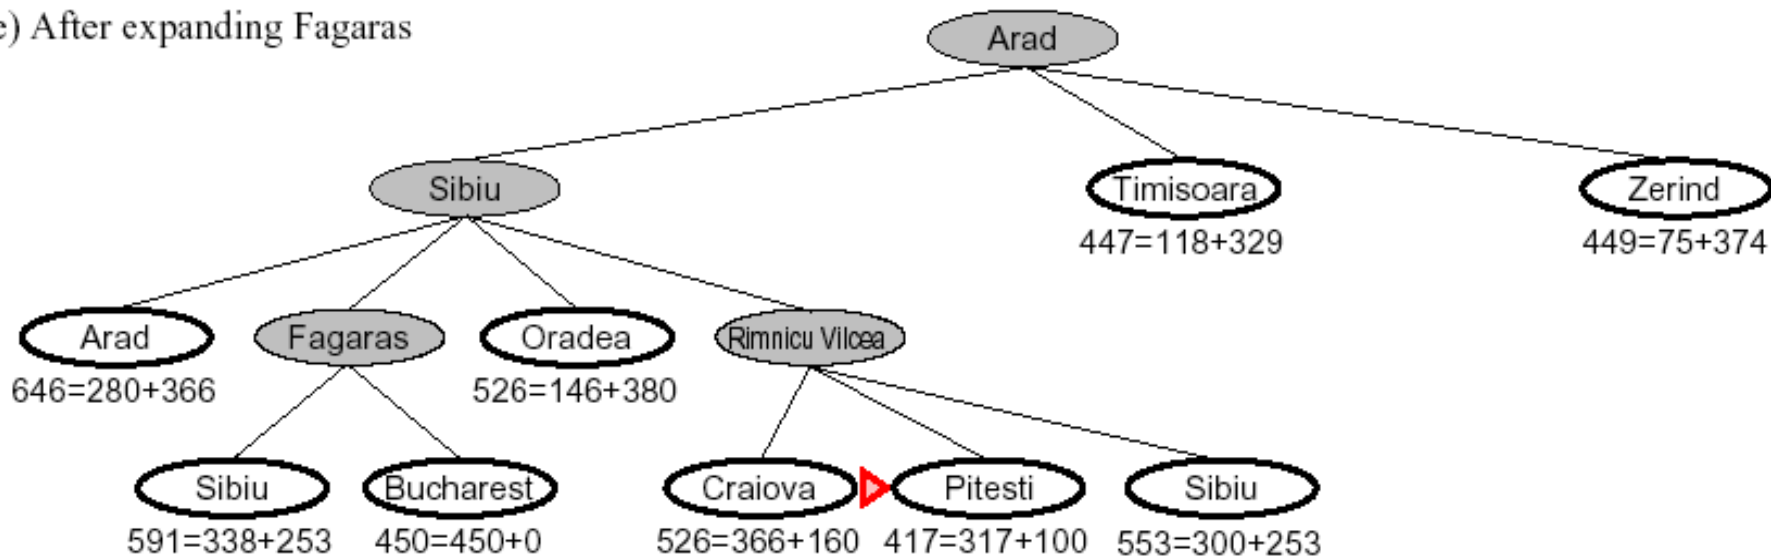 e) After expanding Fagaras
Arad
Sibiu
Timisoara
Zerind
447=118+329
449=75+374
Arad
Fagaras
Oradea
Rimnicu Vilcea
646=280+366
526=146+380
Sibiu
Bucharest
Craiova
Pitesti
Sibiu
591=338+253
450=450+0
526=366+160
417=317+100
553=300+253